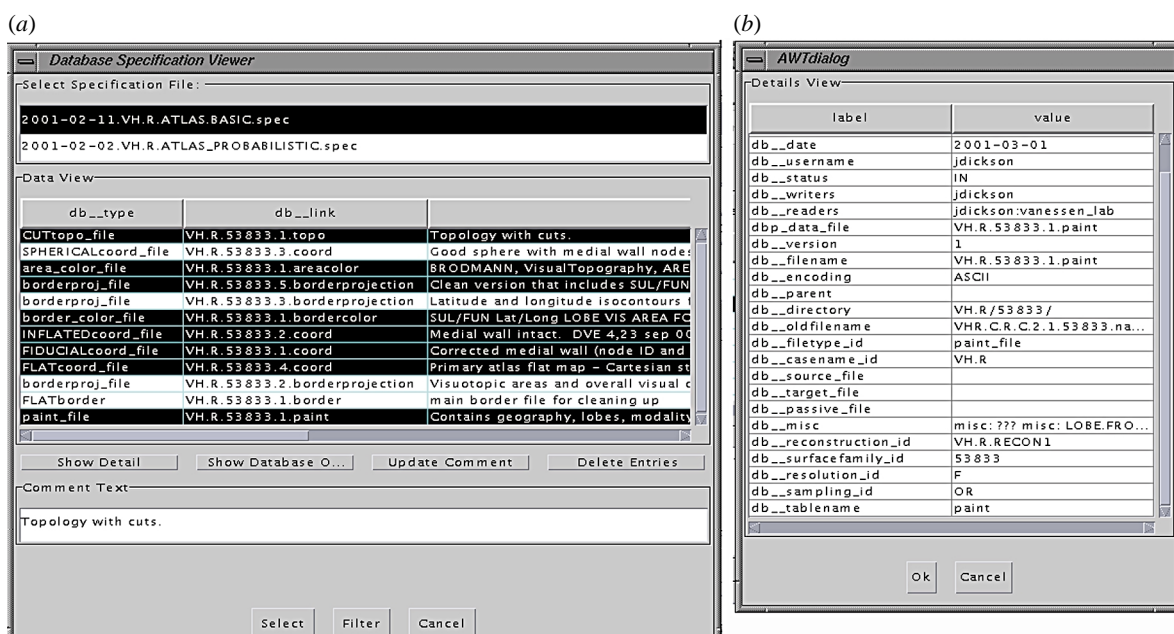 (a)
Database Specification Viewer
Select Specification File:
2001-02-11.VH.R.ATLAS.BASIC.spec
2001-02-02.VH.R.ATLAS_PROBABILISTIC.spec
Data View
db__type db__link
CUTtopo_file VH.R.53833.1.topo Topology with cuts.
SPHERICALcoord_file VH.R.53833.3.coord Good sphere with medial wall nodes
area_color_file VH.R.53833.1.areacolor BRODMANN, VisualTopography, ARE
borderproj_file VH.R.53833.5.borderprojection Clean version that includes SUL/FUN
borderproj_file VH.R.53833.3.borderprojection Latitude and longitude isocontours
border_color_file VH.R.53833.1.bordercolor SUL/FUN Lat/Long LOBE VIS AREA FO
INFLATEDcoord_file VH.R.53833.2.coord Medial wall intact. DVE 4,23 sep 00
FIDUCIALcoord_file VH.R.53833.1.coord Corrected medial wall (node ID and
FLATcoord_file VH.R.53833.4.coord Primary atlas flat map - Cartesian st
borderproj_file VH.R.53833.2.borderprojection Visuotopic areas and overall visual
FLATborder VH.R.53833.1.border main border file for cleaning up
paint_file VH.R.53833.1.paint Contains geography, lobes, modality
Show Detail Show Database O... Update Comment Delete Entries
Comment Text
Topology with cuts.
Select Filter Cancel
(b)
AWTdialog
Details View
label value
db__date 2001-03-01
db__username jdickson
db__status IN
db__writers jdickson
db__readers jdickson:vanessen_lab
dbp_data_file VH.R.53833.1.paint
db__version 1
db__filename VH.R.53833.1.paint
db__encoding ASCII
db__parent
db__directory VH.R/53833/
db__oldfilename VHR.C.R.C.2.1.53833.na...
db__filetype_id paint_file
db__casename_id VH.R
db__source_file
db__target_file
db__passive_file
db__misc misc: ??? misc: LOBE.FRO...
db__reconstruction_id VH.R.RECON1
db__surfacefamily_id 53833
db__resolution_id F
db__sampling_id OR
db__tablename paint
Ok Cancel